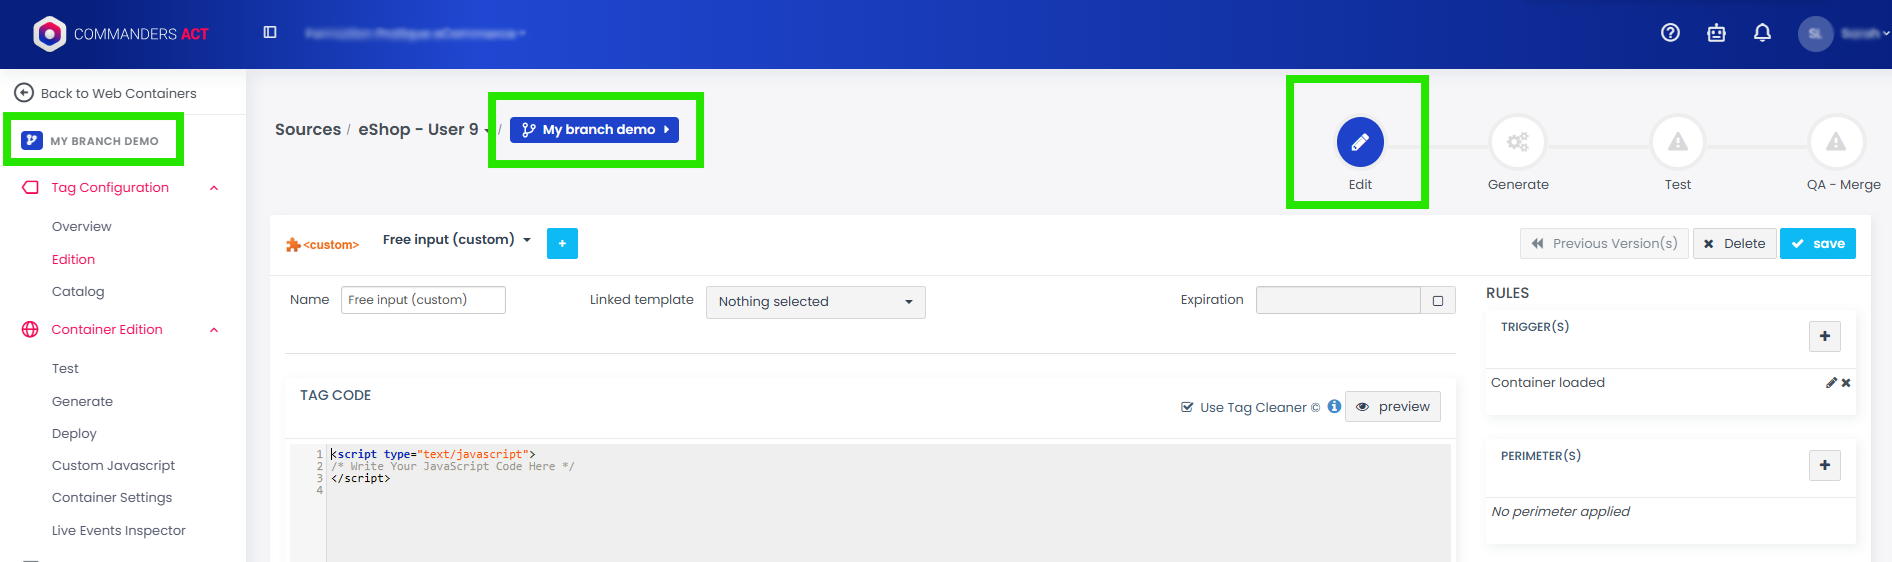 COMMANDERS ACT
SL
Back to Web Containers
MY BRANCH DEMO
Sources / eShop - User 9 /
My branch demo
Edit
Generate
Test
QA - Merge
Tag Configuration
Overview
Edition
Catalog
Container Edition
Test
Generate
Deploy
Custom Javascript
Container Settings
Live Events Inspector
<custom>
Free input (custom)
+
Previous Version(s)
Delete
save
Name
Free input (custom)
Linked template
Nothing selected
Expiration
RULES
TRIGGER(S)
Container loaded
PERIMETER(S)
No perimeter applied
TAG CODE
Use Tag Cleaner ©
preview
1 <script type="text/javascript">
2 /* Write Your JavaScript Code Here */
3 </script>
4